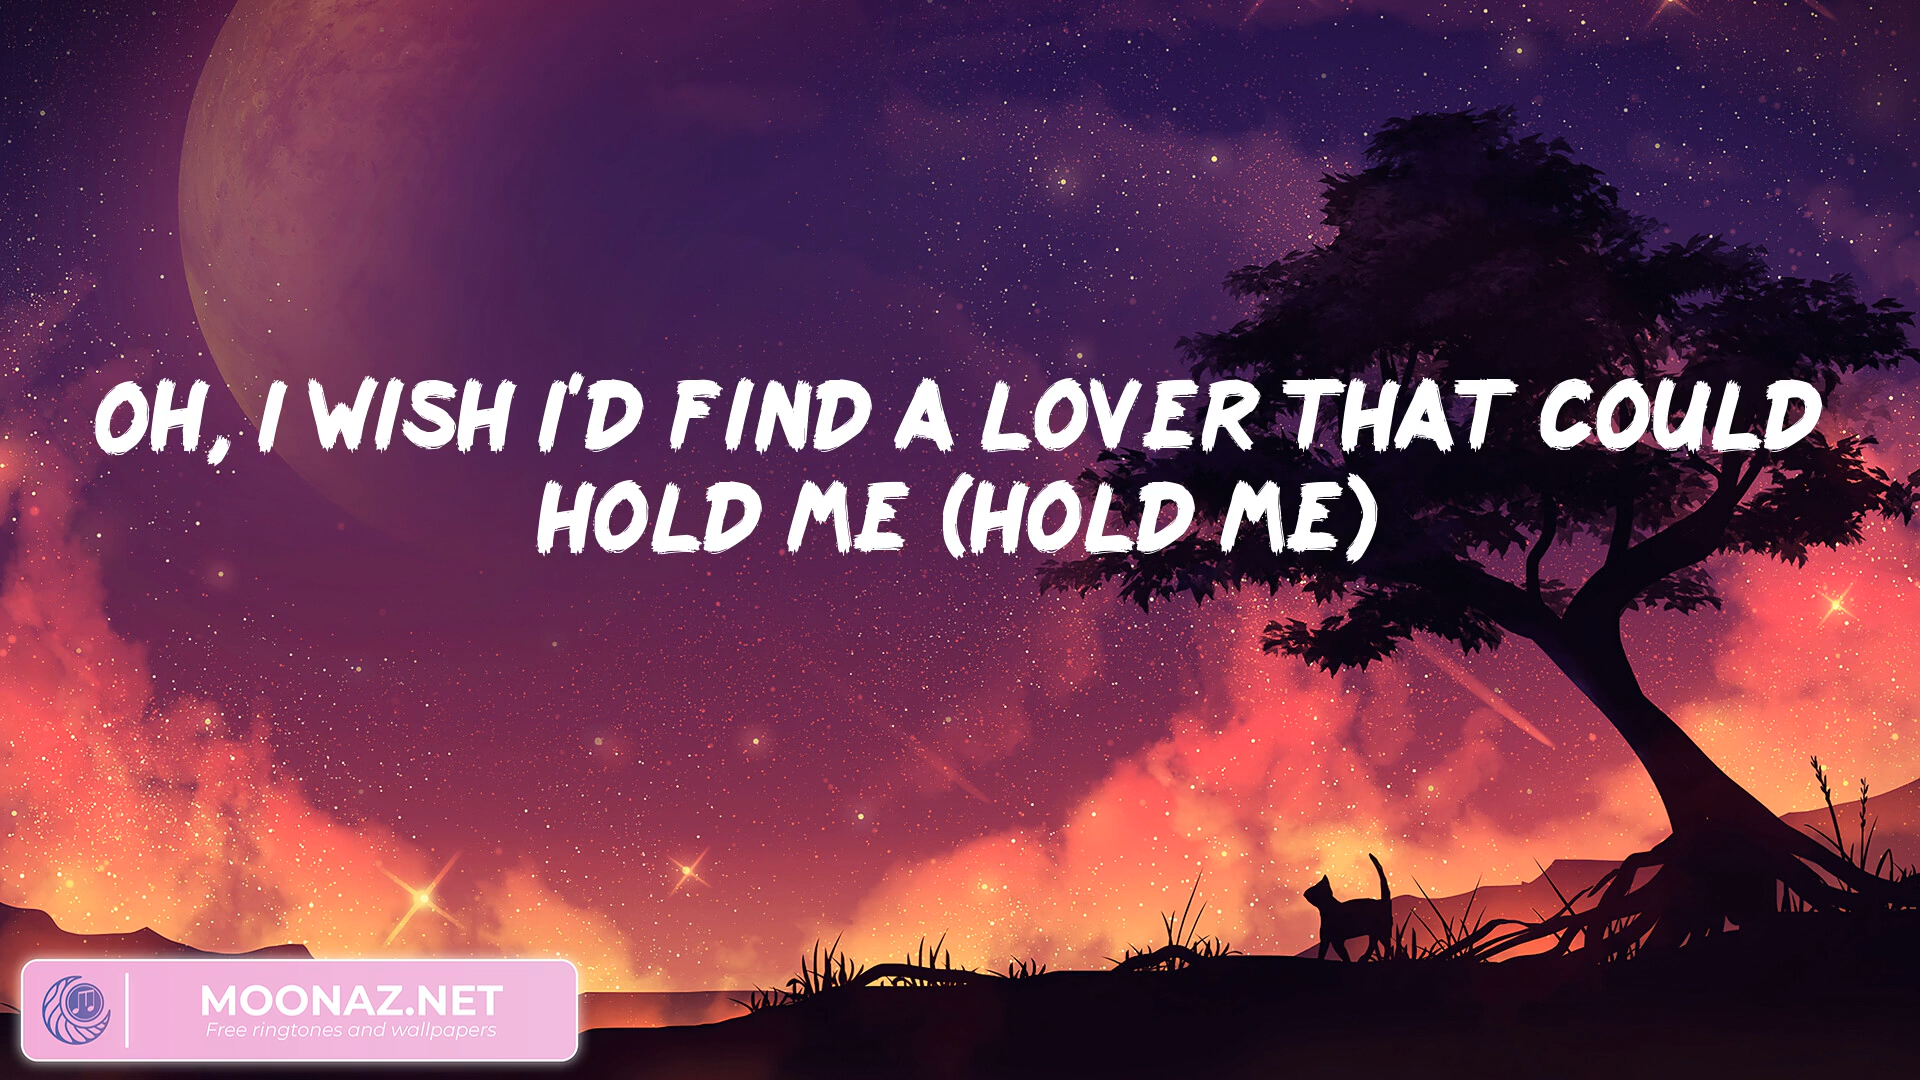 OH, I WISH I'D FIND A LOVER THAT COULD
HOLD ME (HOLD ME)
MOONAZ.NET
Free ringtones and wallpapers